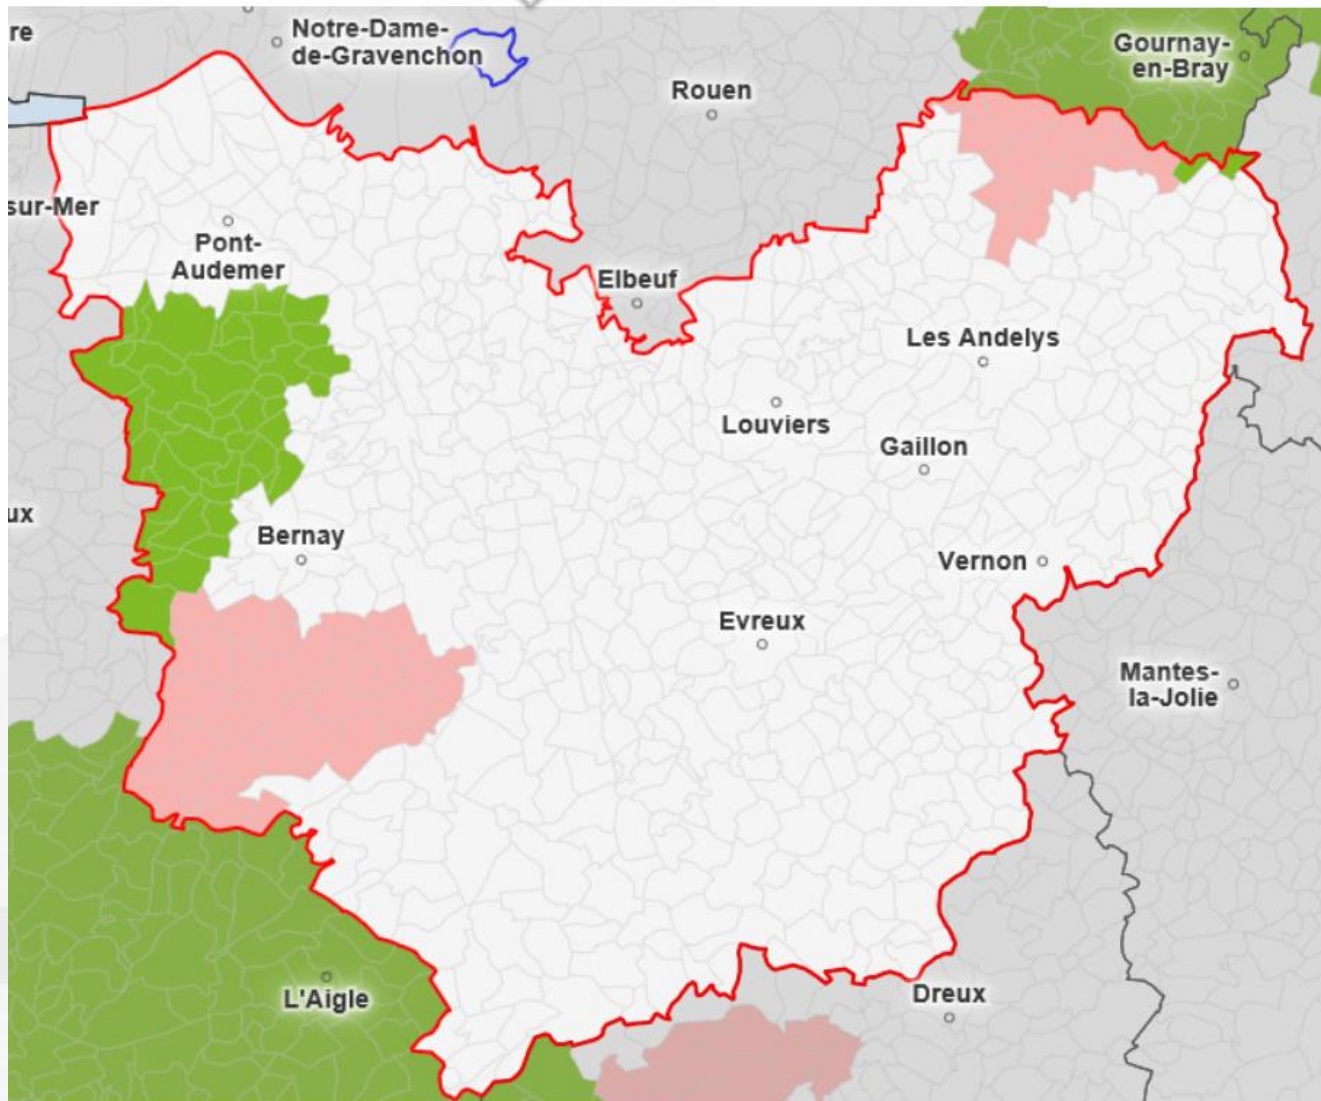 re
Notre-Dame-
de-Gravenchon
Gournay-
en-Bray
Rouen
sur-Mer
Pont-
Audemer
Elbeuf
Les Andelys
Louviers
Gaillon
ux
Bernay
Vernon
Evreux
Mantes-
la-Jolie
L'Aigle
Dreux